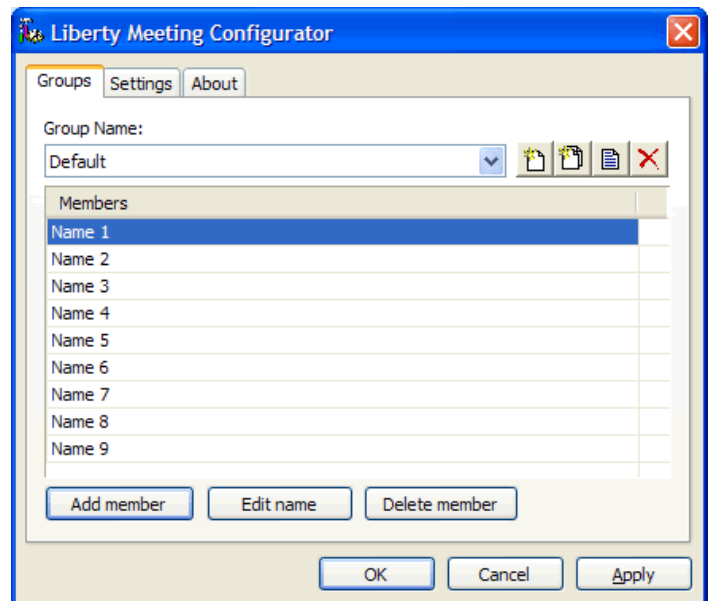 Liberty Meeting Configurator
Groups Settings About
Group Name:
Default
Members
Name 1
Name 2
Name 3
Name 4
Name 5
Name 6
Name 7
Name 8
Name 9
Add member Edit name Delete member
OK Cancel Apply